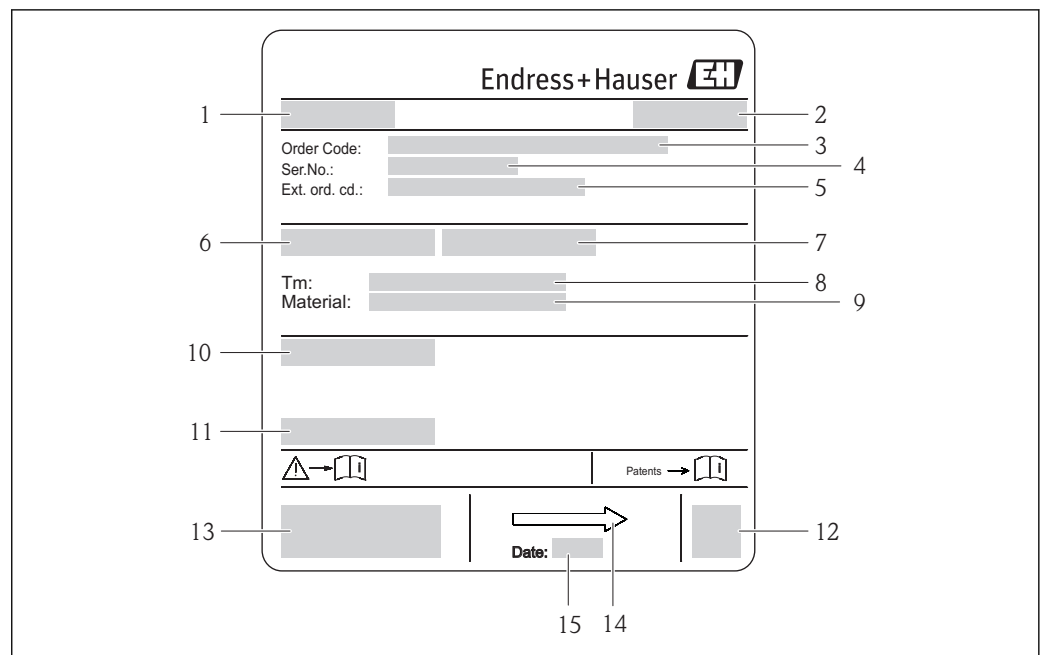 Endress+Hauser EH
1 2
Order Code: 3
Ser.No.: 4
Ext. ord. cd.: 5
6 7
Tm: 8
Material: 9
10
11
Patents
13 12
Date:
15 14